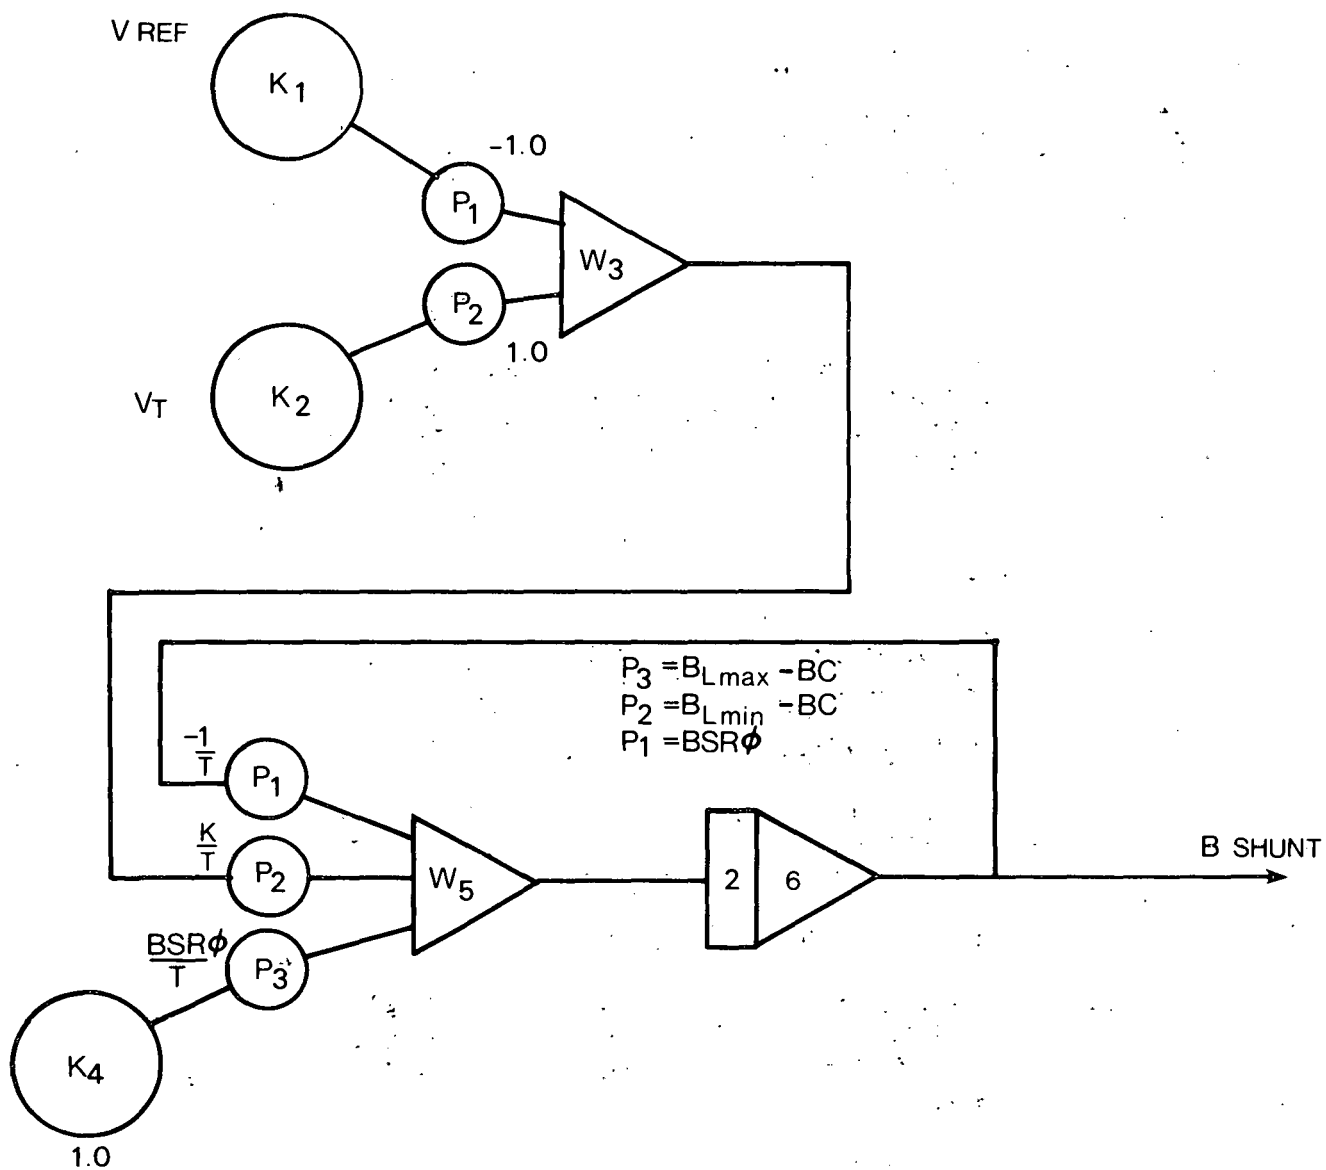 V REF
K1
-1.0
P1
W3
P2
1.0
VT
K2
P3 = BLmax - BC
P2 = BLmin - BC
P1 = BSRϕ
-1/T
P1
K/T
P2
W5
2
6
B SHUNT
BSRϕ/T
P3
K4
1.0